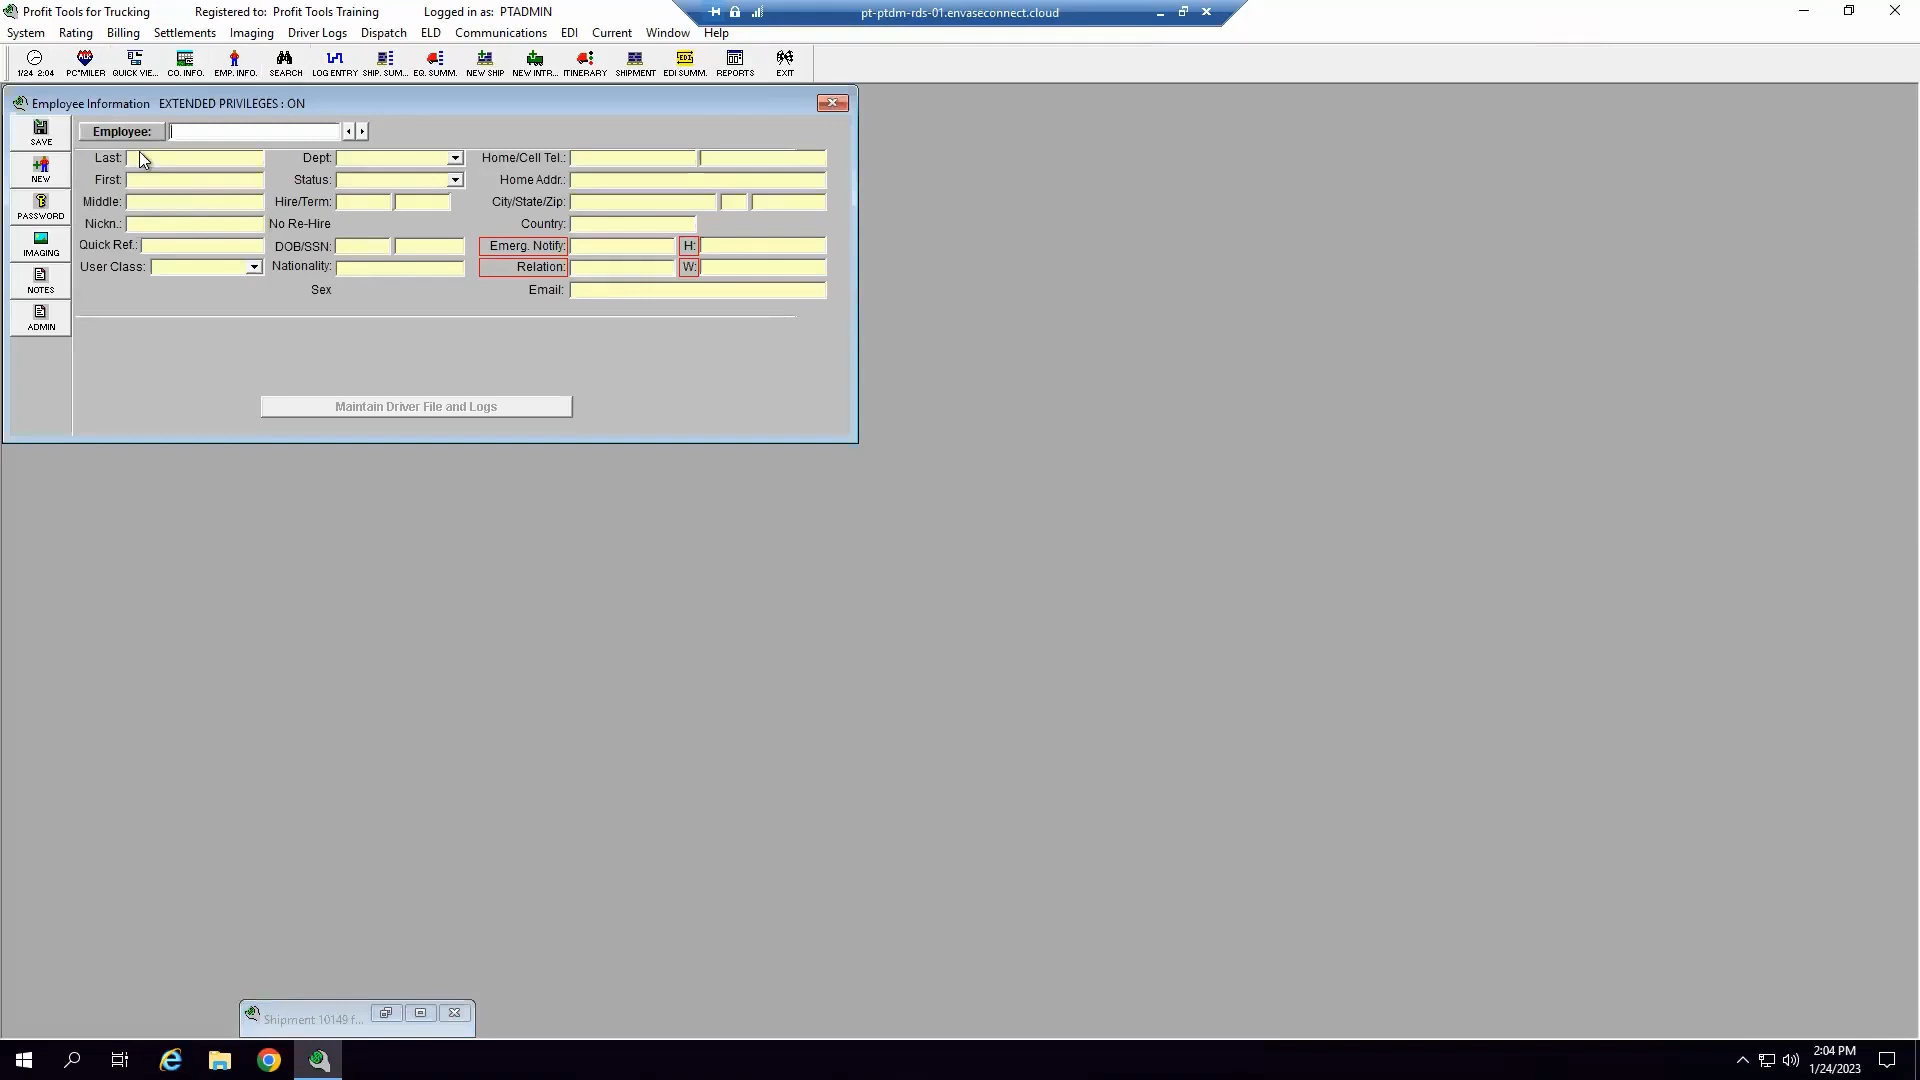 Profit Tools for Trucking Registered to: Profit Tools Training Logged in as: PTADMIN pt-ptdm-rds-01.envaseconnect.cloud
System Rating Billing Settlements Imaging Driver Logs Dispatch ELD Communications EDI Current Window Help
1/24 2:04 PC*MILER QUICK VIE... CO. INFO. EMP. INFO. SEARCH LOG ENTRY SHIP. SUM... EQ. SUMM. NEW SHIP NEW INTR... ITINERARY SHIPMENT EDI SUMM. REPORTS EXIT
Employee Information EXTENDED PRIVILEGES : ON
SAVE
NEW
PASSWORD
IMAGING
NOTES
ADMIN
Employee:
Last: Dept: Home/Cell Tel.:
First: Status: Home Addr.:
Middle: Hire/Term: City/State/Zip:
Nickn.: No Re-Hire Country:
Quick Ref.: DOB/SSN: Emerg. Notify: H:
User Class: Nationality: Relation: W:
Sex Email:
Maintain Driver File and Logs
Shipment 10149 f...
2:04 PM
1/24/2023